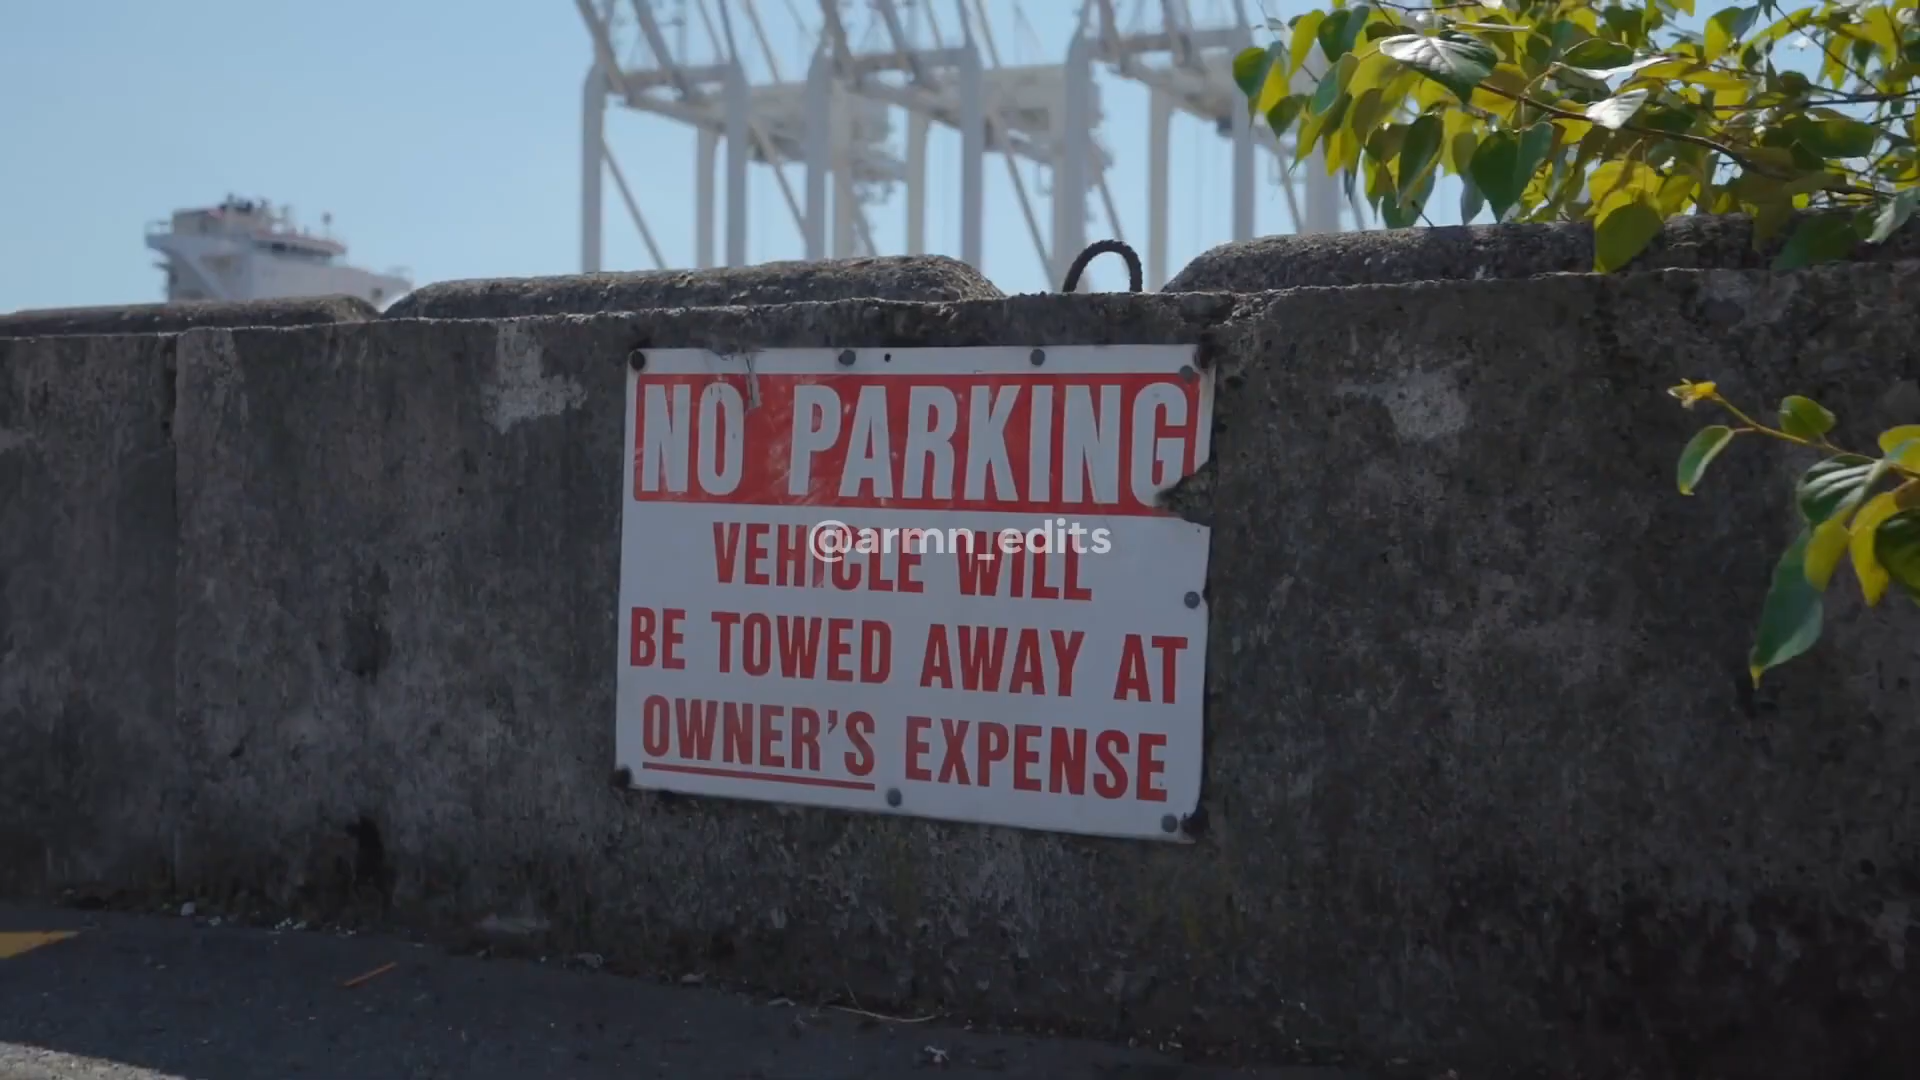 NO PARKING
VEHICLE WILL
@armn_edits
BE TOWED AWAY AT
OWNER'S EXPENSE